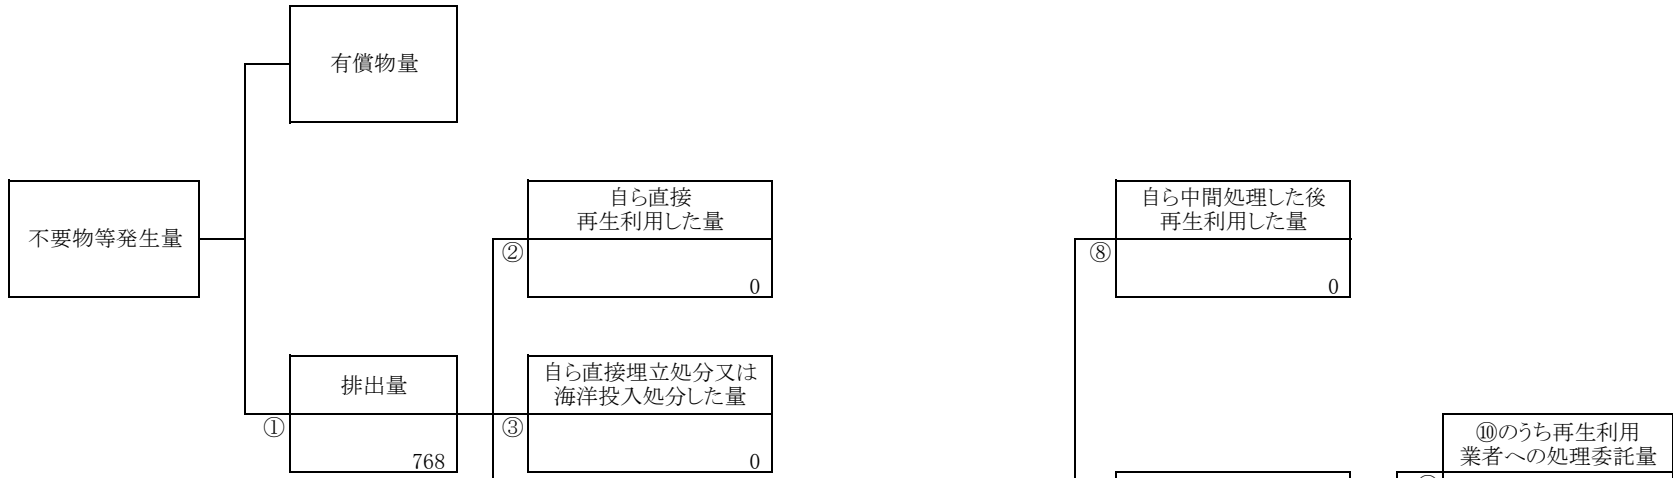 有償物量
不要物等発生量
自ら直接
再生利用した量
②
0
自ら中間処理した後
再生利用した量
⑧
0
排出量
①
768
自ら直接埋立処分又は
海洋投入処分した量
③
0
⑩のうち再生利用
業者への処理委託量